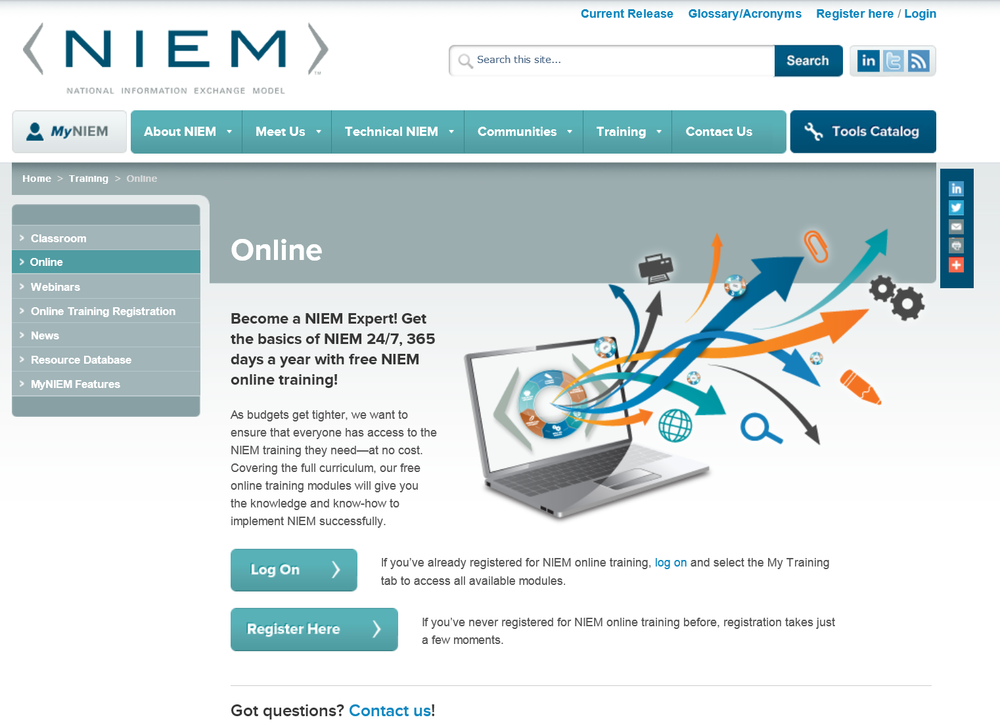 Current Release Glossary/Acronyms Register here / Login
NIEM
TM
NATIONAL INFORMATION EXCHANGE MODEL
Search this site...
Search
in
MyNIEM
About NIEM
Meet Us
Technical NIEM
Communities
Training
Contact Us
Tools Catalog
Home > Training > Online
in
Classroom
Online
Webinars
Online Training Registration
News
Resource Database
MyNIEM Features
Online
Become a NIEM Expert! Get
the basics of NIEM 24/7, 365
days a year with free NIEM
online training!
As budgets get tighter, we want to
ensure that everyone has access to the
NIEM training they need—at no cost.
Covering the full curriculum, our free
online training modules will give you
the knowledge and know-how to
implement NIEM successfully.
Log On
If you’ve already registered for NIEM online training, log on and select the My Training
tab to access all available modules.
Register Here
If you’ve never registered for NIEM online training before, registration takes just
a few moments.
Got questions? Contact us!